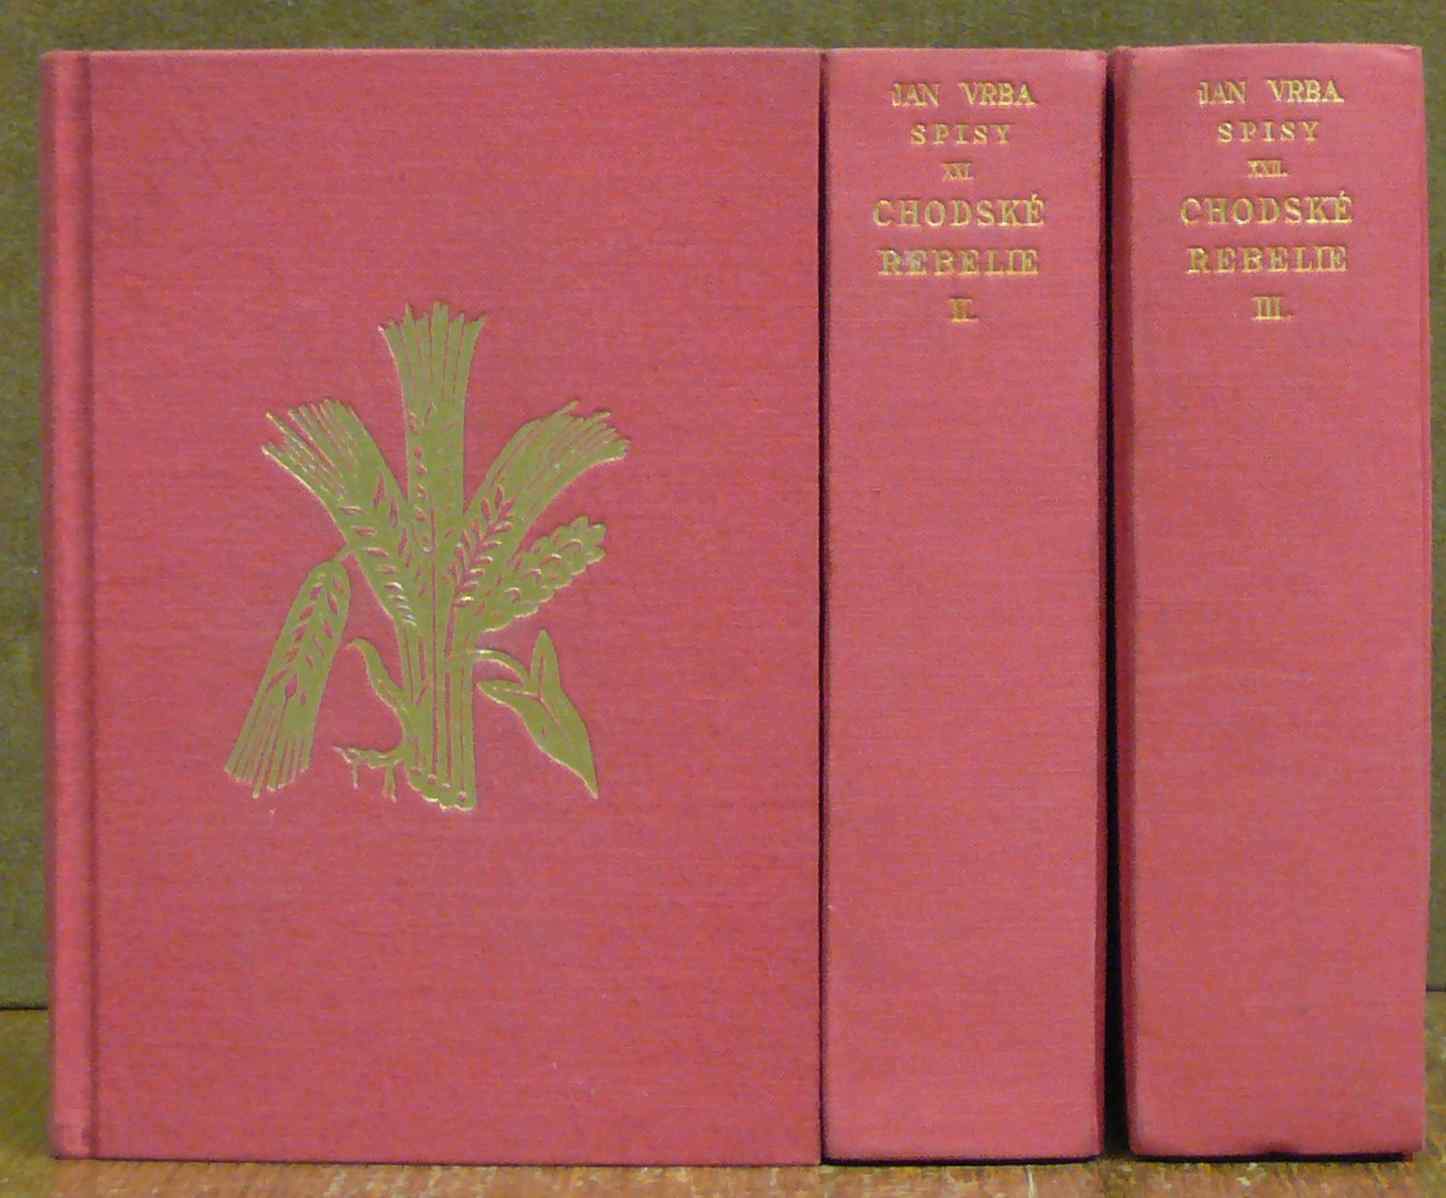 JAN VRBA
SPISY
XXI.
CHODSKÉ
REBELIE
II.
JAN VRBA
SPISY
XXII.
CHODSKÉ
REBELIE
III.